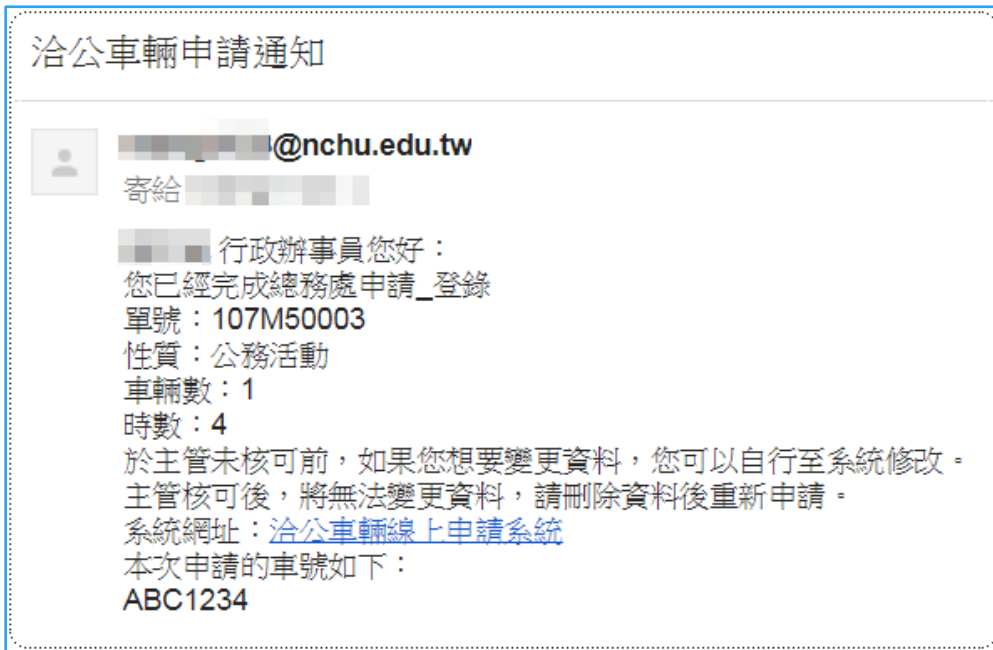 洽公車輛申請通知
@nchu.edu.tw
寄給
行政辦事員您好：
您已經完成總務處申請_登錄
單號：107M50003
性質：公務活動
車輛數：1
時數：4
於主管未核可前，如果您想要變更資料，您可以自行至系統修改。
主管核可後，將無法變更資料，請刪除資料後重新申請。
系統網址：洽公車輛線上申請系統
本次申請的車號如下：
ABC1234